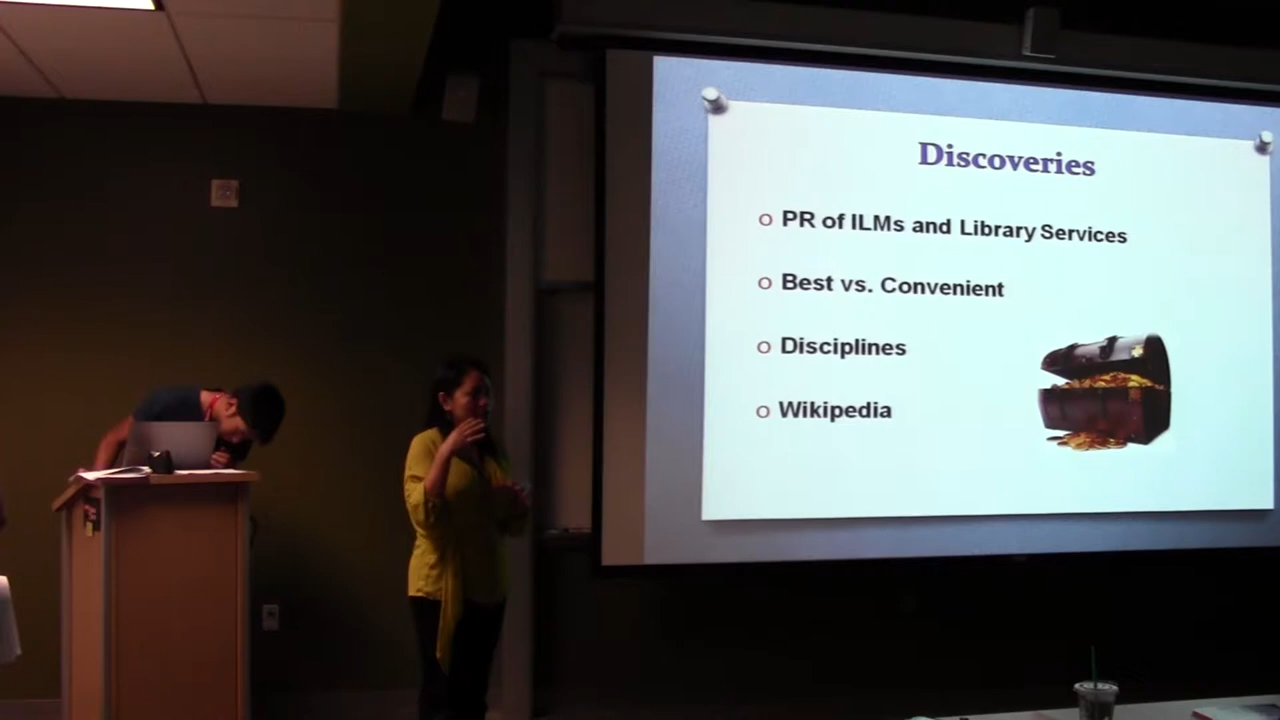 Discoveries
o PR of ILMs and Library Services
o Best vs. Convenient
o Disciplines
o Wikipedia